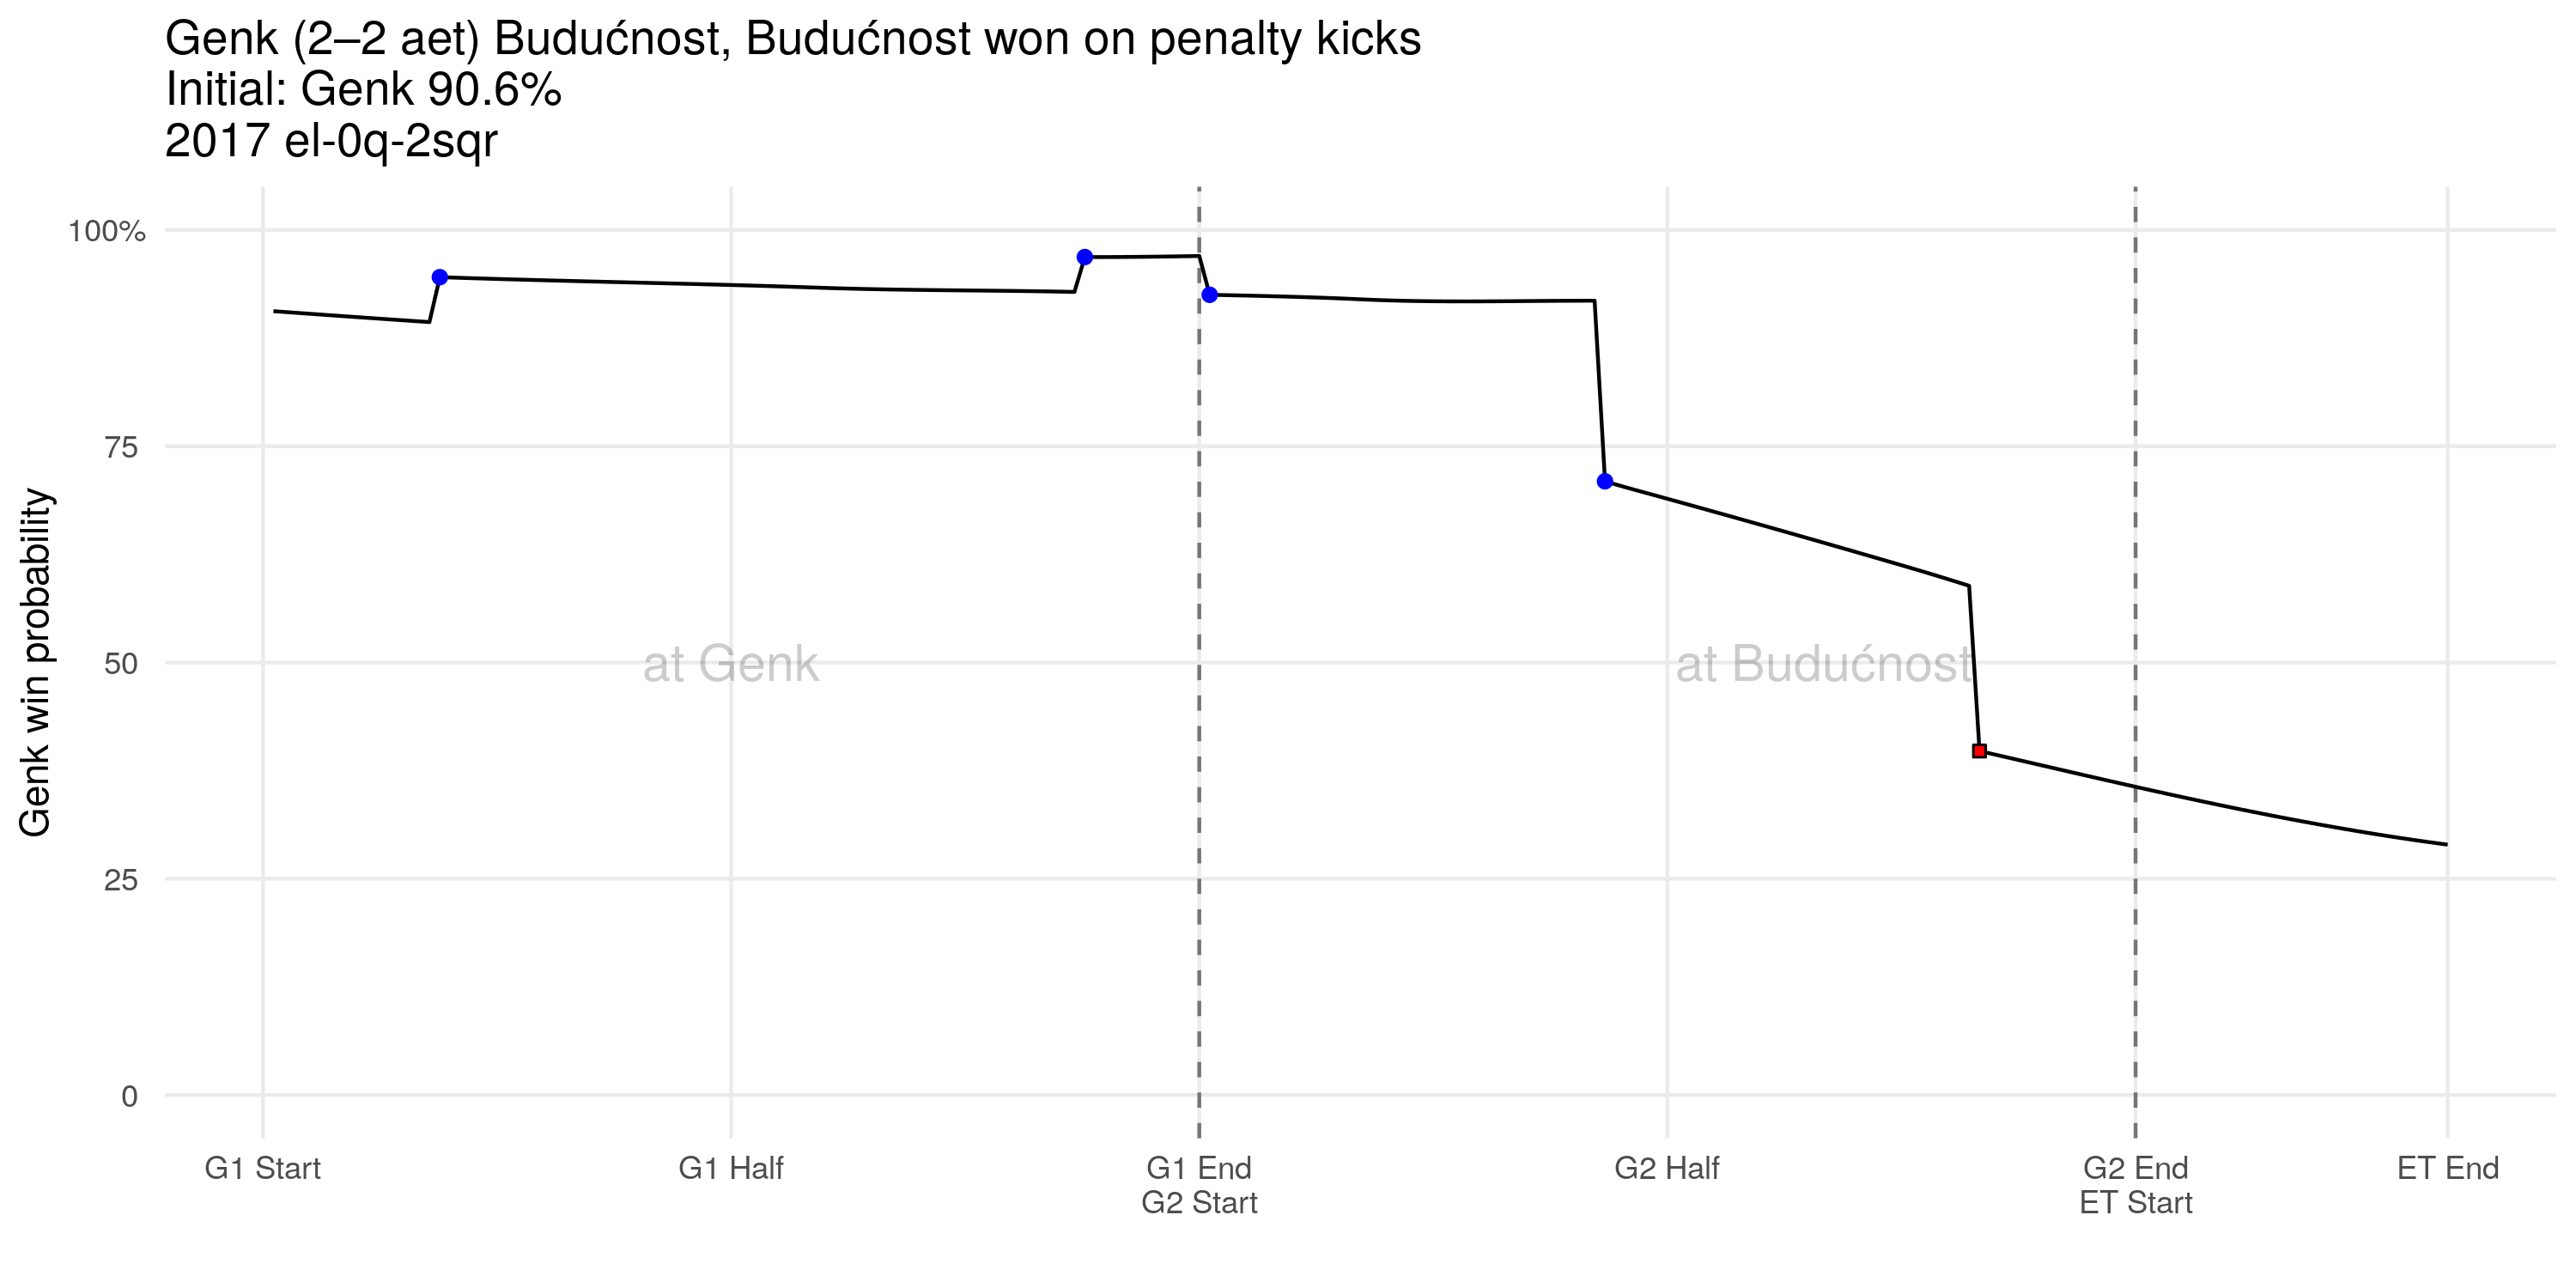 Genk (2–2 aet) Budućnost, Budućnost won on penalty kicks
Initial: Genk 90.6%
2017 el-0q-2sqr
Genk win probability
100%
75
50
25
0
at Genk
at Budućnost
G1 Start
G1 Half
G1 End
G2 Start
G2 Half
G2 End
ET Start
ET End